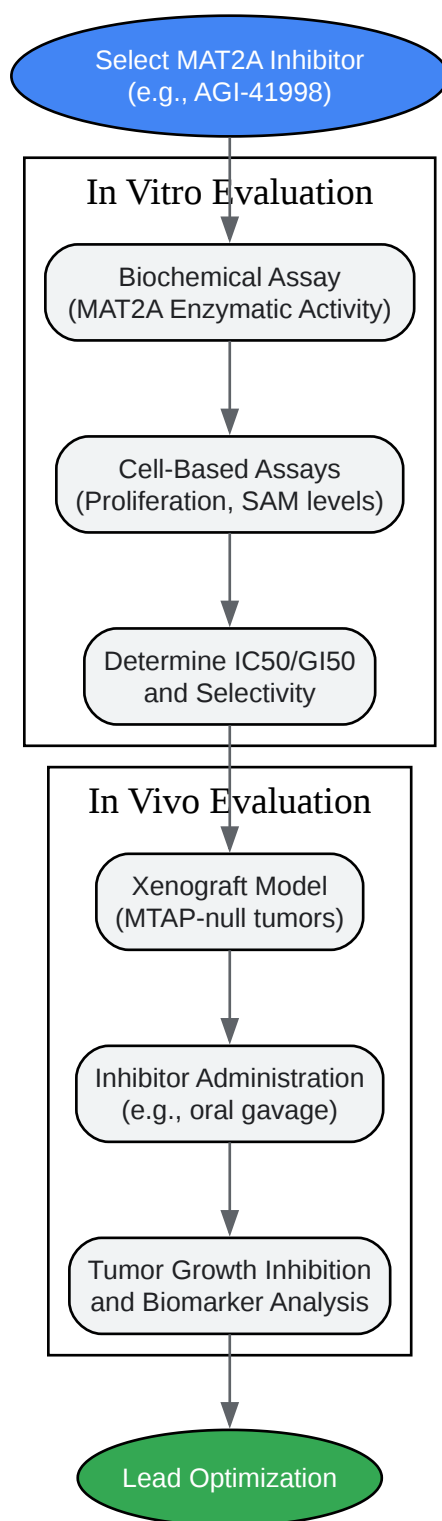 Select MAT2A Inhibitor
(e.g., AGI-41998)
In Vitro Evaluation
Biochemical Assay
(MAT2A Enzymatic Activity)
Cell-Based Assays
(Proliferation, SAM levels)
Determine IC50/GI50
and Selectivity
In Vivo Evaluation
Xenograft Model
(MTAP-null tumors)
Inhibitor Administration
(e.g., oral gavage)
Tumor Growth Inhibition
and Biomarker Analysis
Lead Optimization